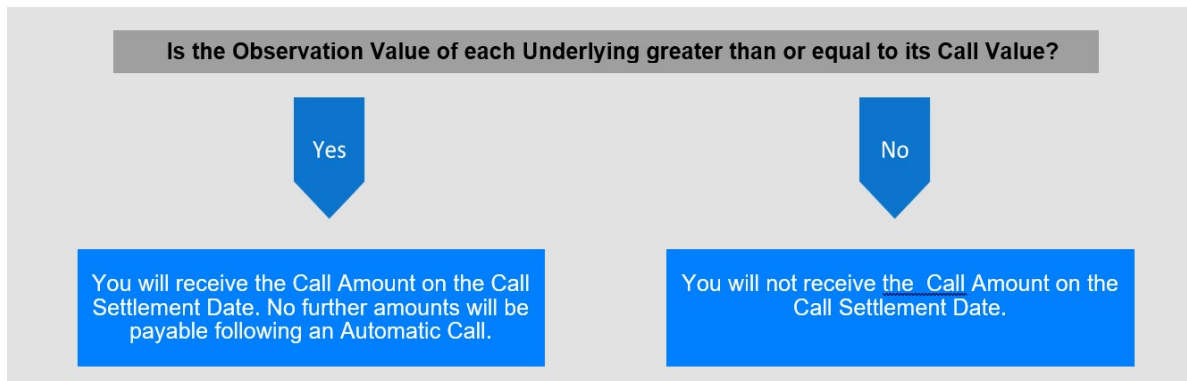 Is the Observation Value of each Underlying greater than or equal to its Call Value?
Yes
No
You will receive the Call Amount on the Call
Settlement Date. No further amounts will be
payable following an Automatic Call.
You will not receive the  Call Amount on the
Call Settlement Date.